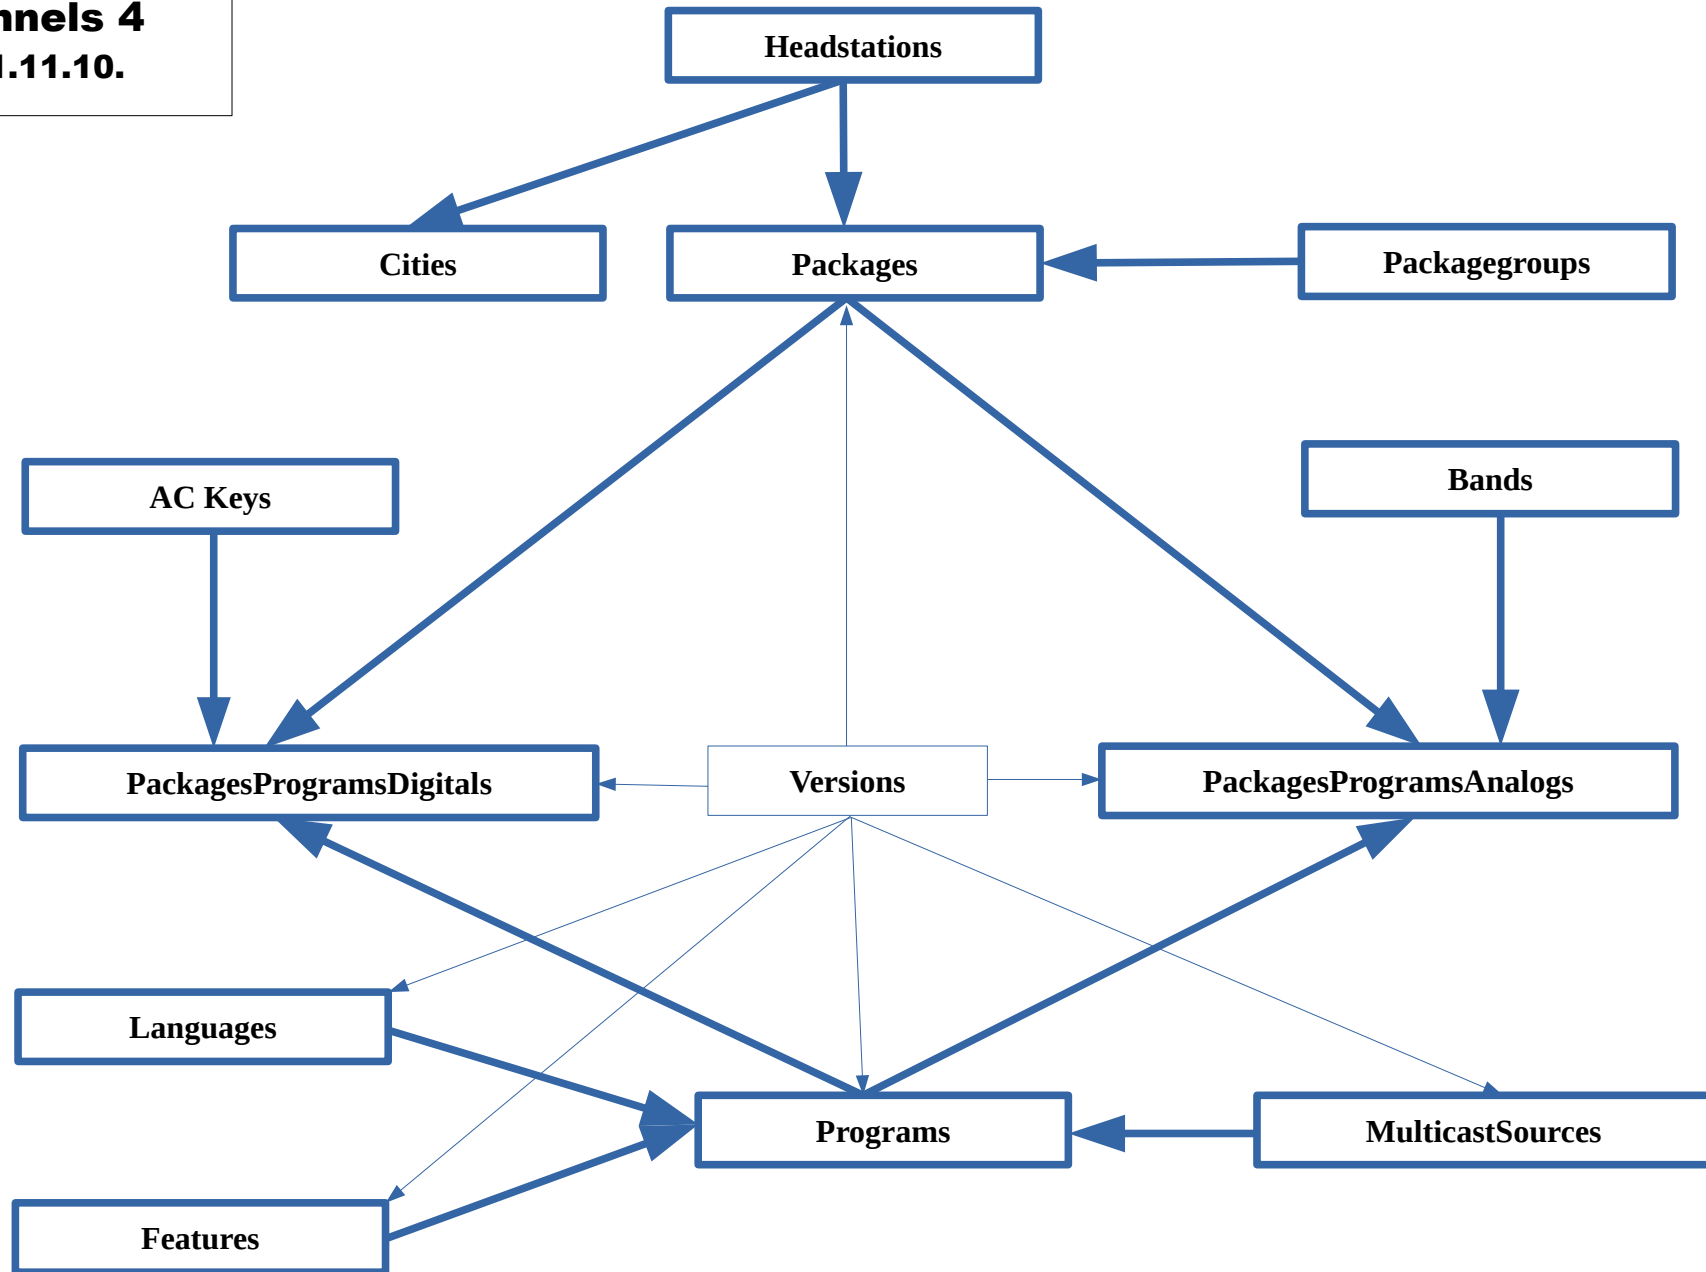 nnels 4
.11.10.
Headstations
Cities
Packages
Packagegroups
AC Keys
Bands
PackagesProgramsDigitals
Versions
PackagesProgramsAnalogs
Languages
Programs
MulticastSources
Features